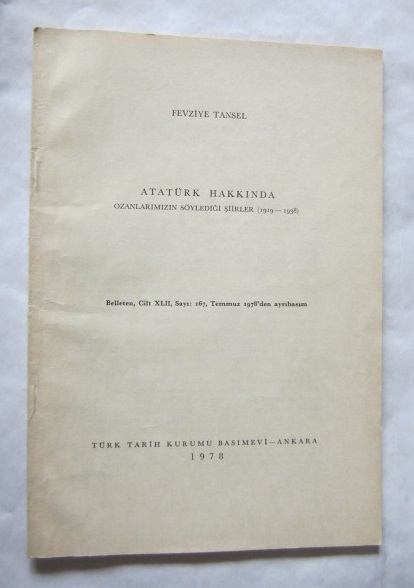 FEVZİYE TANSEL
ATATÜRK HAKKINDA
OZANLARIMIZIN SÖYLEDİĞİ ŞİİRLER (1919—1938)
Belleten, Cilt XLII, Sayı: 167, Temmuz 1978'den ayrıbasım
TÜRK TARİH KURUMU BASIMEVİ—ANKARA
1978